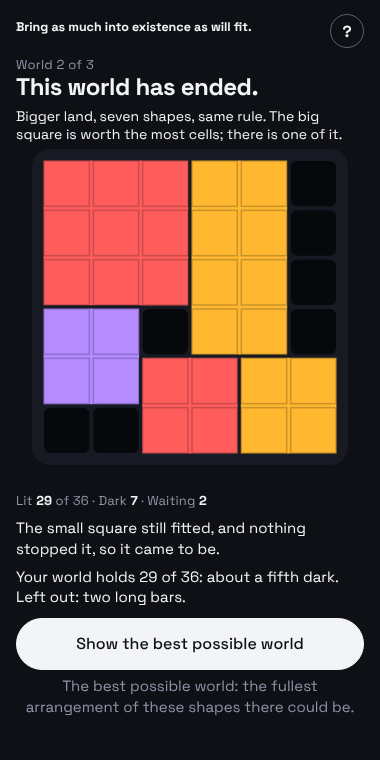 Bring as much into existence as will fit.
?
World 2 of 3
This world has ended.
Bigger land, seven shapes, same rule. The big
square is worth the most cells; there is one of it.
Lit 29 of 36 · Dark 7 · Waiting 2
The small square still fitted, and nothing
stopped it, so it came to be.
Your world holds 29 of 36: about a fifth dark.
Left out: two long bars.
Show the best possible world
The best possible world: the fullest
arrangement of these shapes there could be.